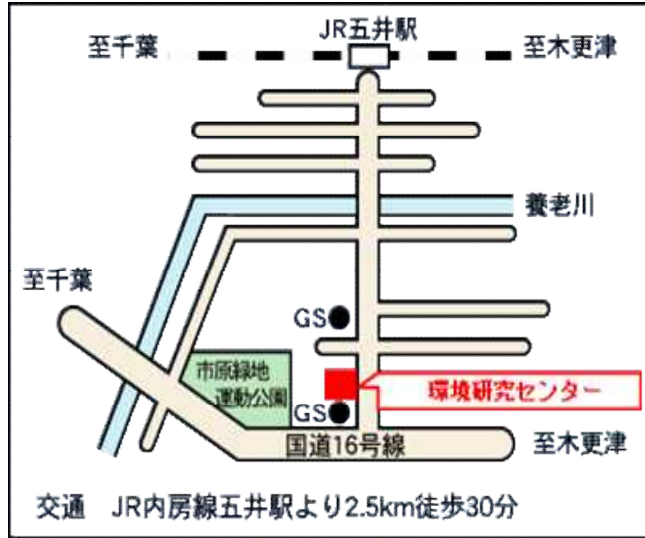 JR五井駅
至千葉
至木更津
養老川
至千葉
GS
市原緑地
運動公園
環境研究センター
GS
国道16号線
至木更津
交通 JR内房線五井駅より2.5km徒歩30分